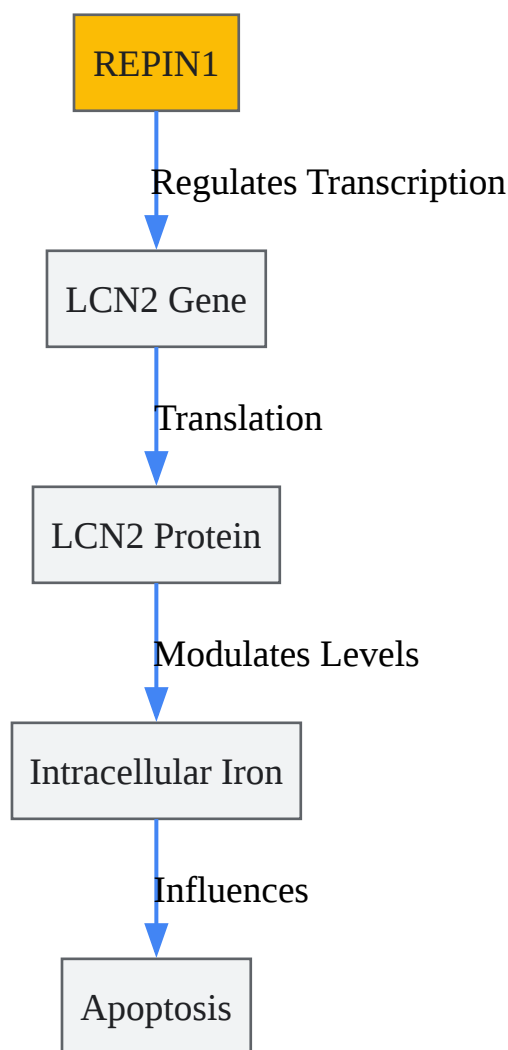 REPIN1
Regulates Transcription
LCN2 Gene
Translation
LCN2 Protein
Modulates Levels
Intracellular Iron
Influences
Apoptosis